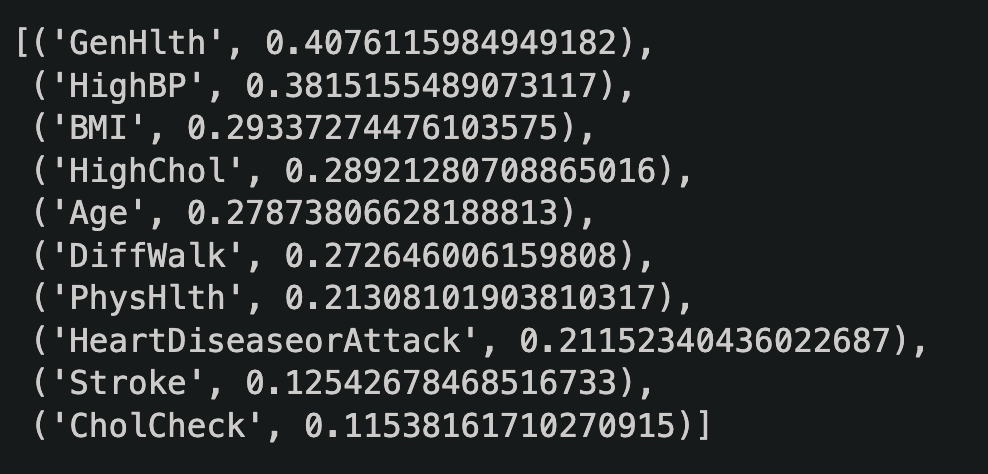 [('GenHlth', 0.4076115984949182),
('HighBP', 0.3815155489073117),
('BMI', 0.29337274476103575),
('HighChol', 0.28921280708865016),
('Age', 0.27873806628188813),
('DiffWalk', 0.272646006159808),
('PhysHlth', 0.21308101903810317),
('HeartDiseaseorAttack', 0.21152340436022687),
('Stroke', 0.12542678468516733),
('CholCheck', 0.11538161710270915)]